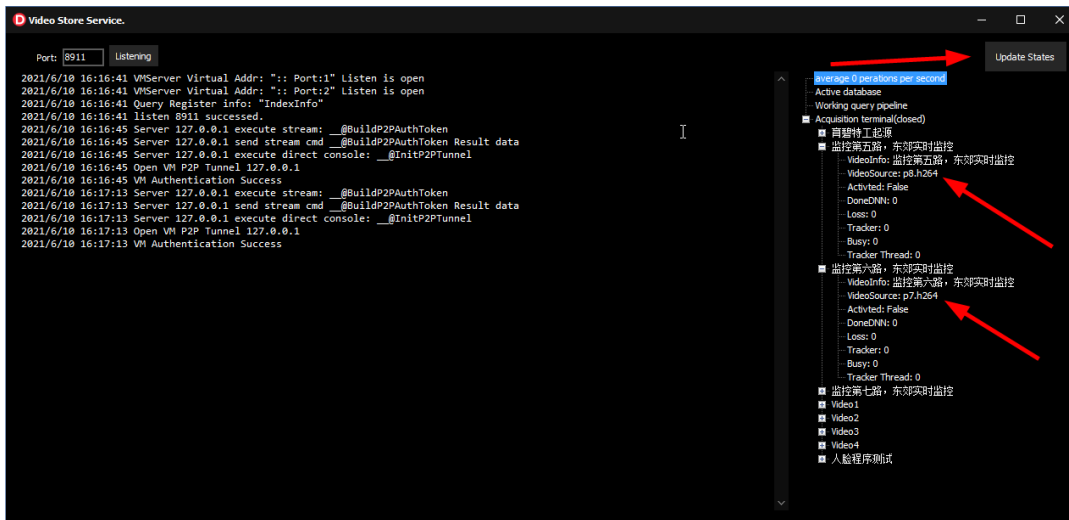 Video Store Service.
Port: 8911 Listening
Update States
2021/6/10 16:16:41 VMServer Virtual Addr: ":: Port:1" Listen is open
2021/6/10 16:16:41 VMServer Virtual Addr: ":: Port:2" Listen is open
2021/6/10 16:16:41 Query Register info: "IndexInfo"
2021/6/10 16:16:41 listen 8911 successed.
2021/6/10 16:16:45 Server 127.0.0.1 execute stream: __@BuildP2PAuthToken
2021/6/10 16:16:45 Server 127.0.0.1 send stream cmd __@BuildP2PAuthToken Result data
2021/6/10 16:16:45 Server 127.0.0.1 execute direct console: __@InitP2PTunnel
2021/6/10 16:16:45 Open VM P2P Tunnel 127.0.0.1
2021/6/10 16:16:45 VM Authentication Success
2021/6/10 16:17:13 Server 127.0.0.1 execute stream: __@BuildP2PAuthToken
2021/6/10 16:17:13 Server 127.0.0.1 send stream cmd __@BuildP2PAuthToken Result data
2021/6/10 16:17:13 Server 127.0.0.1 execute direct console: __@InitP2PTunnel
2021/6/10 16:17:13 Open VM P2P Tunnel 127.0.0.1
2021/6/10 16:17:13 VM Authentication Success
average 0 perations per second
Active database
Working query pipeline
Acquisition terminal(closed)
特工起源
监控第五路，东郊实时监控
VideoInfo: 监控第五路，东郊实时监控
VideoSource: p8.h264
Activted: False
DoneDNN: 0
Loss: 0
Tracker: 0
Busy: 0
Tracker Thread: 0
监控第六路，东郊实时监控
VideoInfo: 监控第六路，东郊实时监控
VideoSource: p7.h264
Activted: False
DoneDNN: 0
Loss: 0
Tracker: 0
Busy: 0
Tracker Thread: 0
监控第七路，东郊实时监控
Video1
Video2
Video3
Video4
人脸程序测试